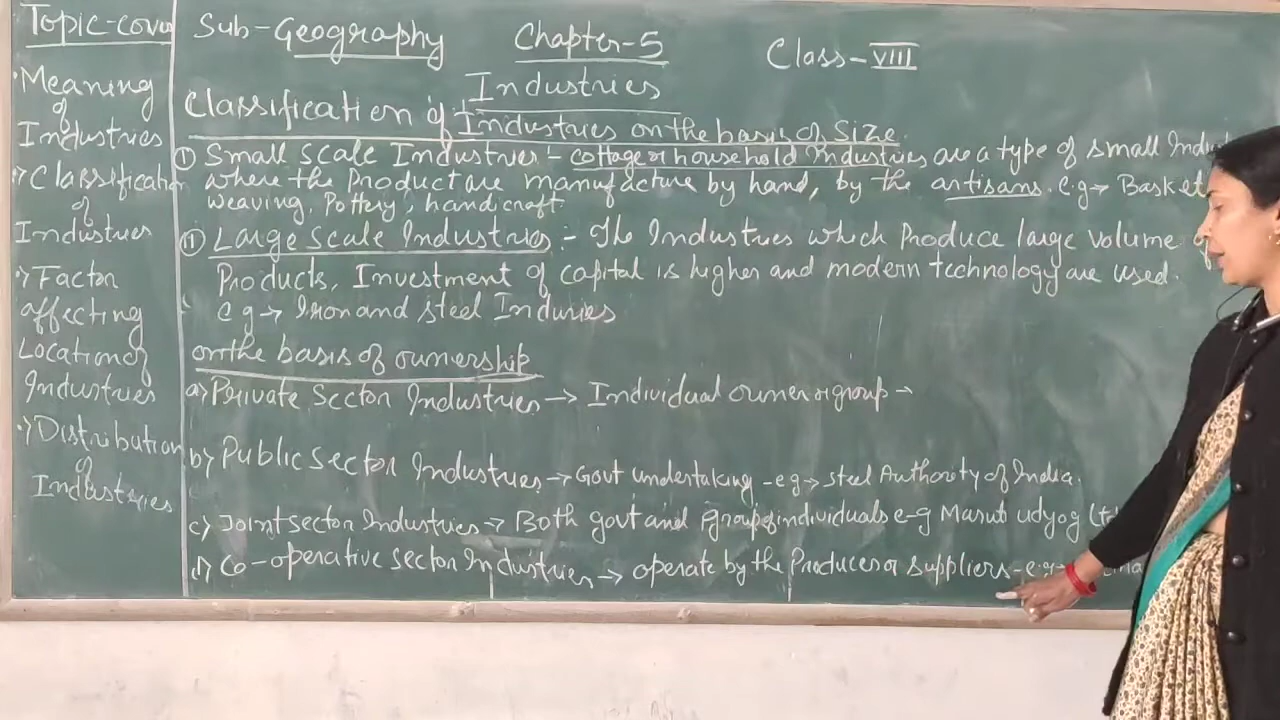 Topic-cover
• Meaning
of
Industries
• Classification
of
Industries
• Factor
affecting
Location of
Industries
• Distribution
of
Industries
Sub-Geography Chapter-5 Class-VIII
Industries
Classification of Industries on the basis of Size
(i) Small Scale Industries:- cottage or household Industries, are a type of small
where the Product are manufacture by hand, by the artisans. e.g→ Basket
weaving, Pottery, handicraft.
(ii) Large Scale Industries:- The Industries which Produce large volume
Products, Investment of capital is higher and modern technology are used.
e g → Iron and steel Industries
on the basis of ownership
a) Private Sector Industries → Individual owner or group -
b) Public Sector Industries → Govt undertaking - eg→ steel Authority of India.
c) Joint sector Industries → Both govt and group of individuals e-g Maruti udyog
d) Co-operative sector Industries → operate by the Producer or suppliers - e.g→